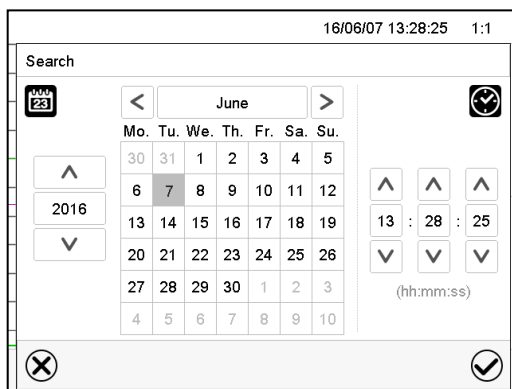 16/06/07 13:28:25 1:1
Search
23
< June >
Mo. Tu. We. Th. Fr. Sa. Su.
30 31 1 2 3 4 5
6 7 8 9 10 11 12
2016
13 14 15 16 17 18 19
13 : 28 : 25
20 21 22 23 24 25 26
27 28 29 30 1 2 3
(hh:mm:ss)
4 5 6 7 8 9 10